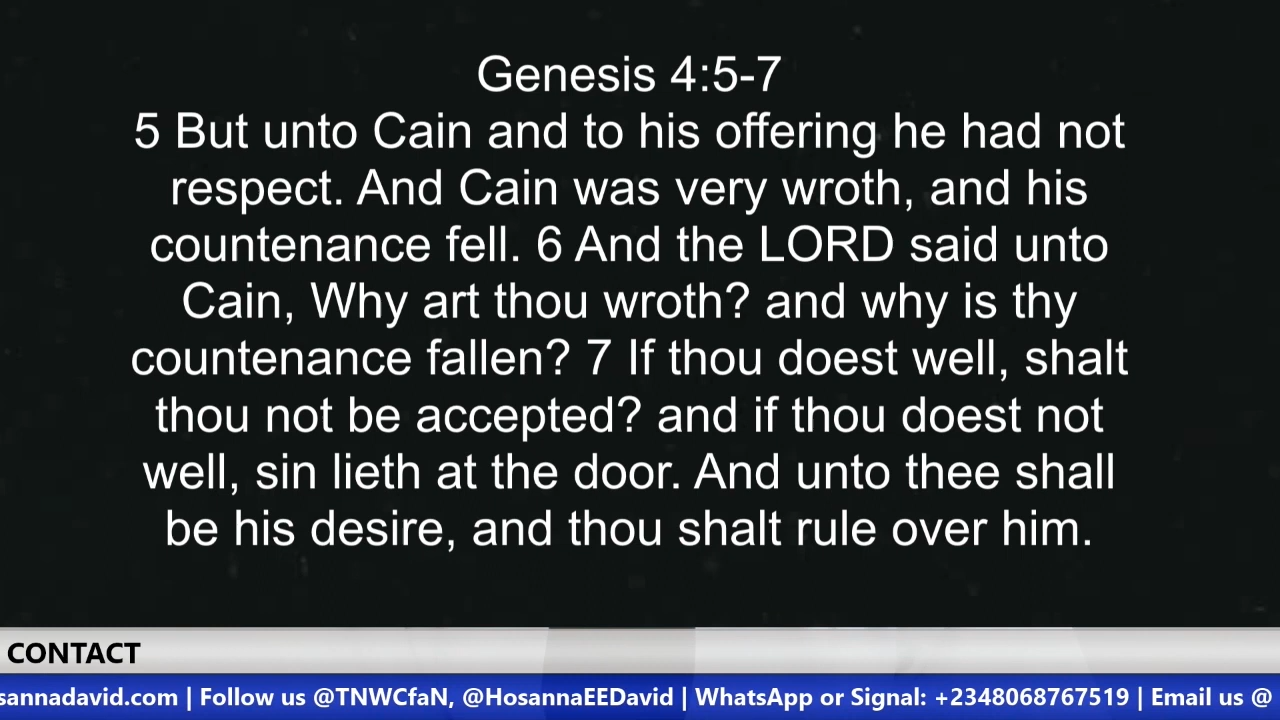 Genesis 4:5-7
5 But unto Cain and to his offering he had not
respect. And Cain was very wroth, and his
countenance fell. 6 And the LORD said unto
Cain, Why art thou wroth? and why is thy
countenance fallen? 7 If thou doest well, shalt
thou not be accepted? and if thou doest not
well, sin lieth at the door. And unto thee shall
be his desire, and thou shalt rule over him.
CONTACT
sannadavid.com | Follow us @TNWCfaN, @HosannaEEDavid | WhatsApp or Signal: +2348068767519 | Email us @